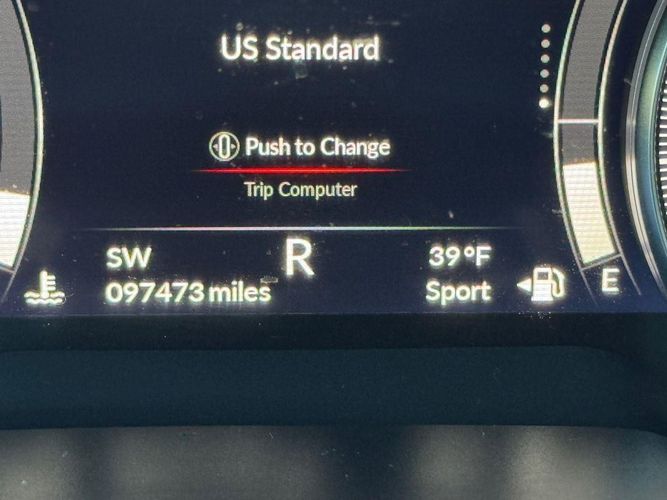 US Standard
Push to Change
Trip Computer
SW R 39°F
097473 miles Sport E